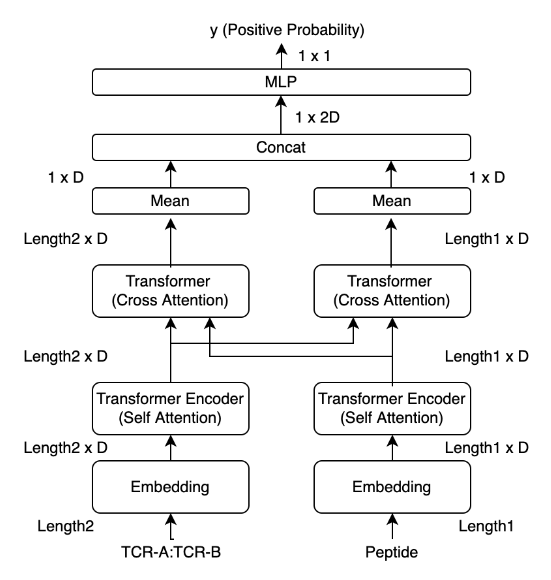 y (Positive Probability)
1 x 1
MLP
1 x 2D
Concat
1 x D
1 x D
Mean
Mean
Length2 x D
Length1 x D
Transformer
(Cross Attention)
Transformer
(Cross Attention)
Length2 x D
Length1 x D
Transformer Encoder
(Self Attention)
Transformer Encoder
(Self Attention)
Length2 x D
Length1 x D
Embedding
Embedding
Length2
Length1
TCR-A:TCR-B
Peptide